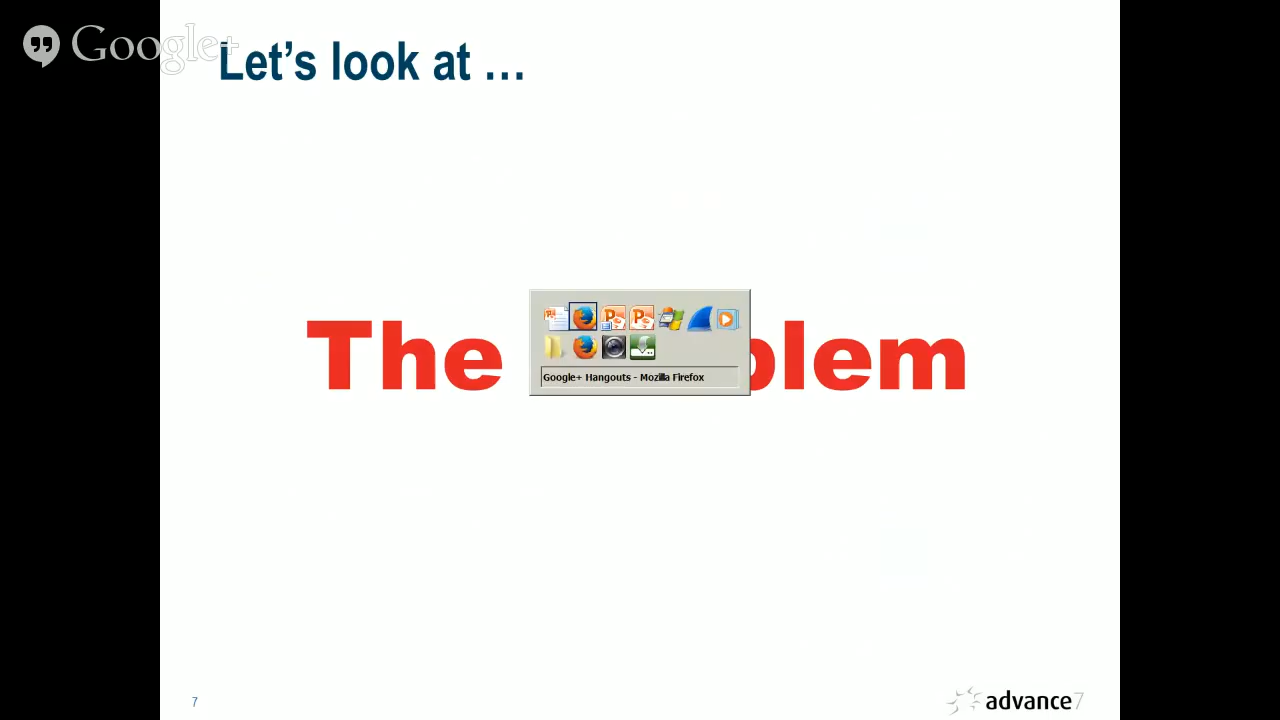 Google+
Let's look at ...
The blem
Google+ Hangouts - Mozilla Firefox
7
advance7